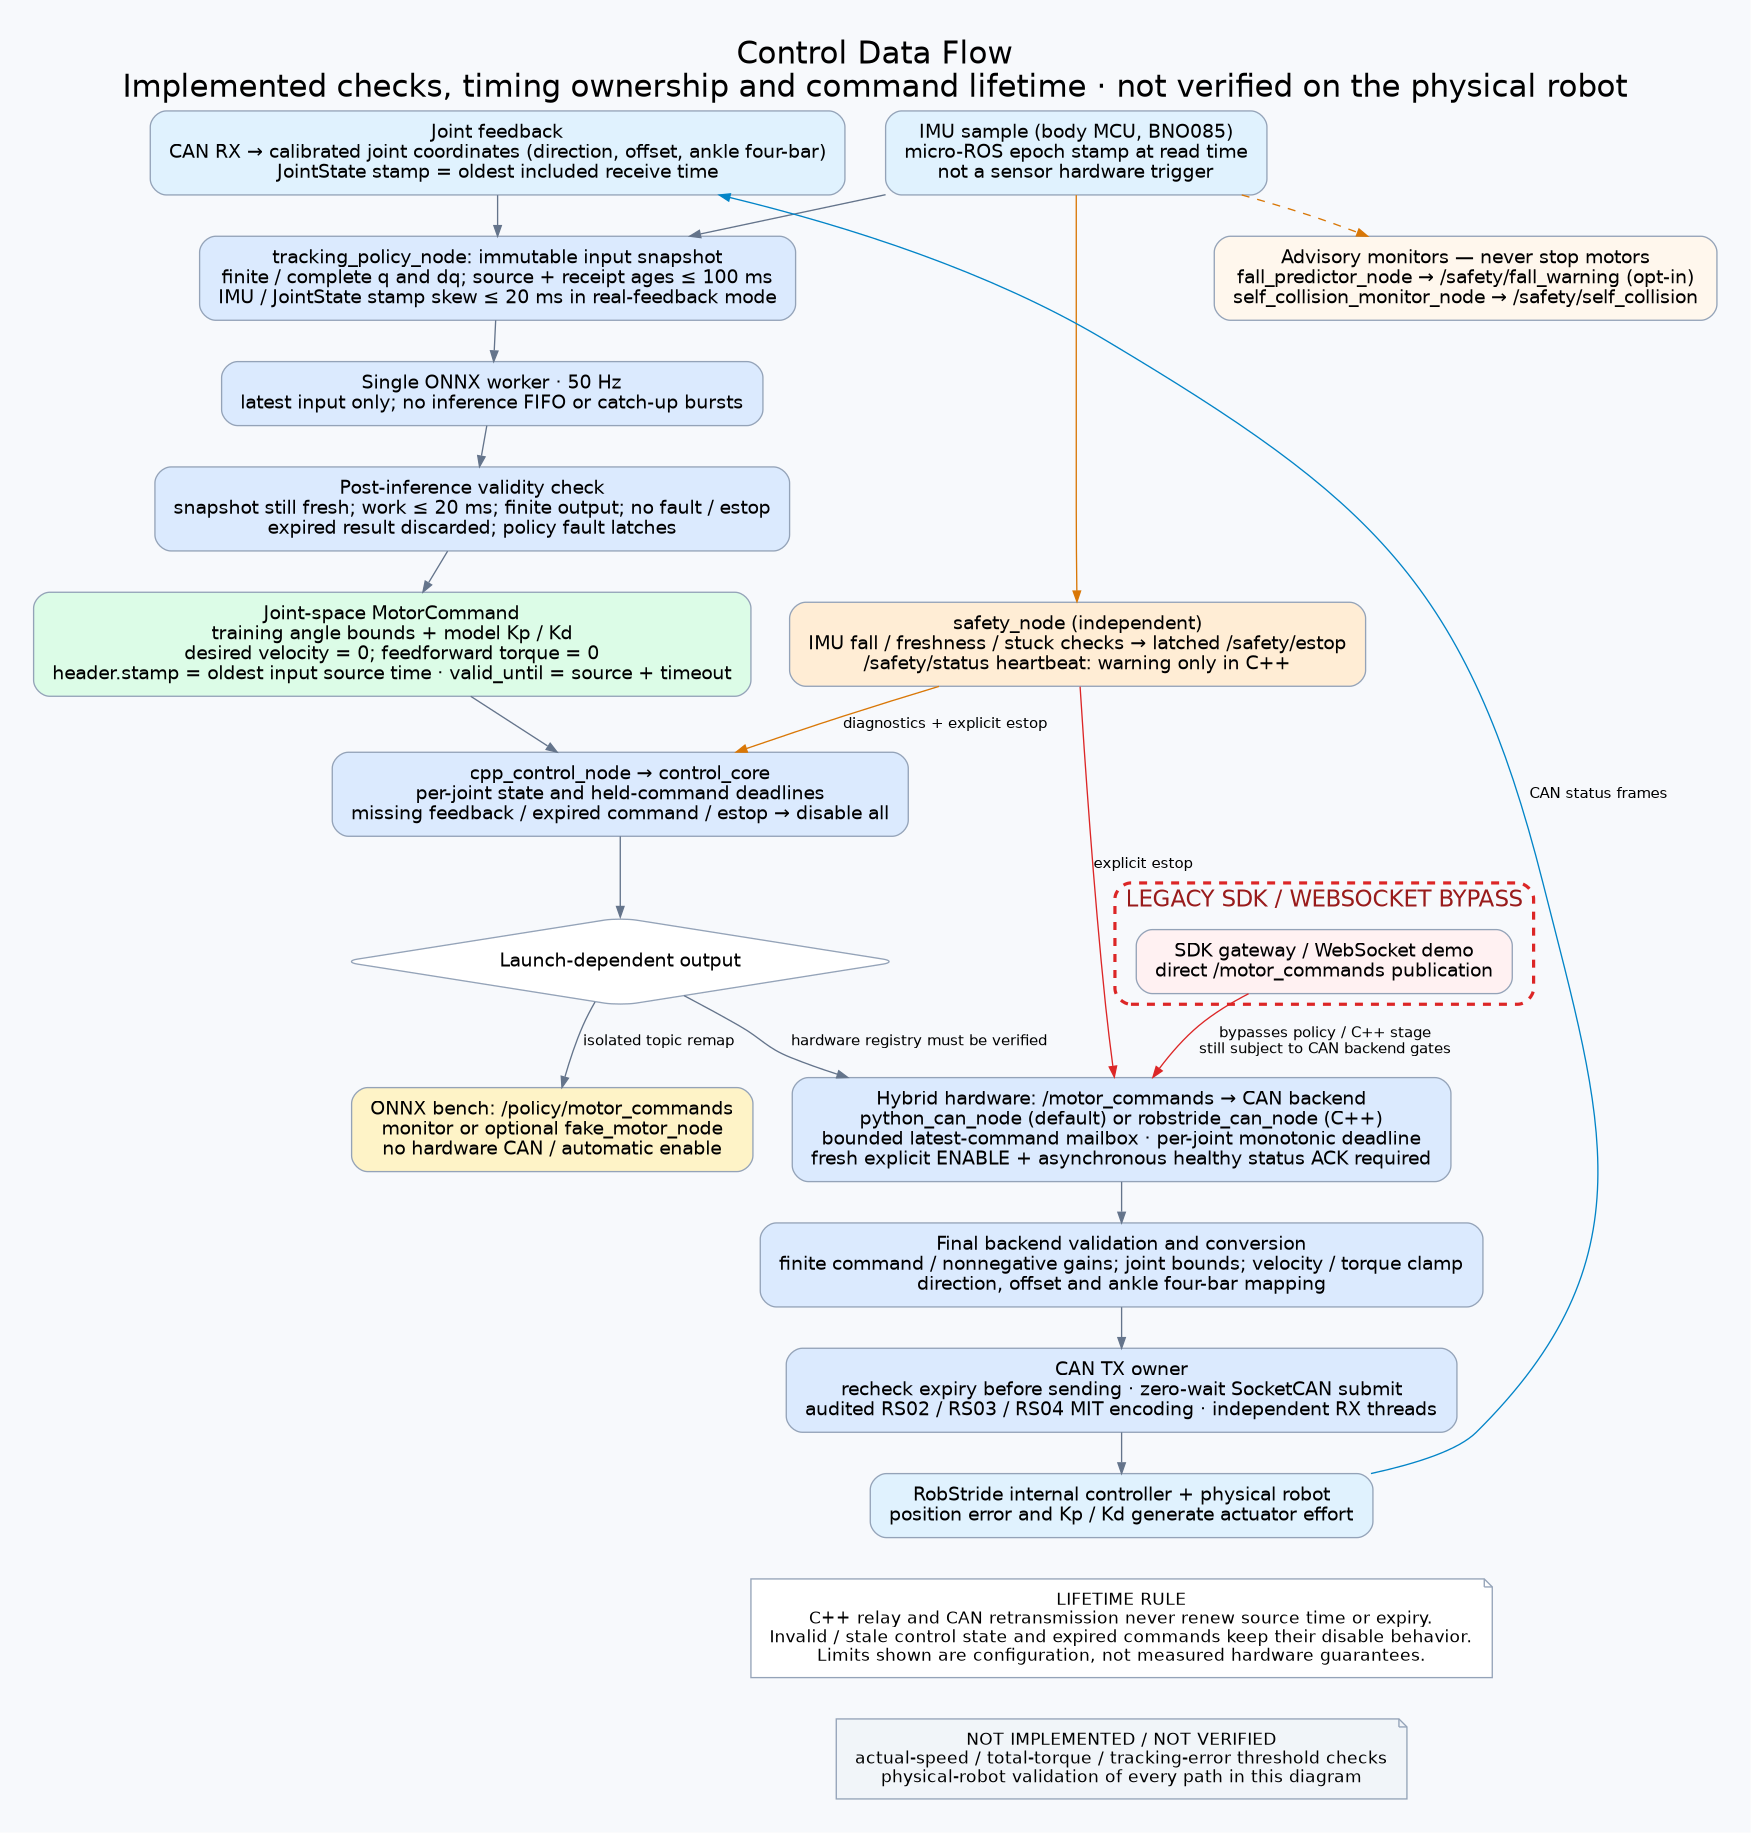 Control Data Flow
Implemented checks, timing ownership and command lifetime · not verified on the physical robot
Joint feedback
CAN RX → calibrated joint coordinates (direction, offset, ankle four-bar)
JointState stamp = oldest included receive time
IMU sample (body MCU, BNO085)
micro-ROS epoch stamp at read time
not a sensor hardware trigger
tracking_policy_node: immutable input snapshot
finite / complete q and dq; source + receipt ages ≤ 100 ms
IMU / JointState stamp skew ≤ 20 ms in real-feedback mode
Advisory monitors — never stop motors
fall_predictor_node → /safety/fall_warning (opt-in)
self_collision_monitor_node → /safety/self_collision
Single ONNX worker · 50 Hz
latest input only; no inference FIFO or catch-up bursts
Post-inference validity check
snapshot still fresh; work ≤ 20 ms; finite output; no fault / estop
expired result discarded; policy fault latches
Joint-space MotorCommand
training angle bounds + model Kp / Kd
desired velocity = 0; feedforward torque = 0
header.stamp = oldest input source time · valid_until = source + timeout
safety_node (independent)
IMU fall / freshness / stuck checks → latched /safety/estop
/safety/status heartbeat: warning only in C++
diagnostics + explicit estop
cpp_control_node → control_core
per-joint state and held-command deadlines
missing feedback / expired command / estop → disable all
CAN status frames
explicit estop
LEGACY SDK / WEBSOCKET BYPASS
SDK gateway / WebSocket demo
direct /motor_commands publication
Launch-dependent output
isolated topic remap
hardware registry must be verified
bypasses policy / C++ stage
still subject to CAN backend gates
ONNX bench: /policy/motor_commands
monitor or optional fake_motor_node
no hardware CAN / automatic enable
Hybrid hardware: /motor_commands → CAN backend
python_can_node (default) or robstride_can_node (C++)
bounded latest-command mailbox · per-joint monotonic deadline
fresh explicit ENABLE + asynchronous healthy status ACK required
Final backend validation and conversion
finite command / nonnegative gains; joint bounds; velocity / torque clamp
direction, offset and ankle four-bar mapping
CAN TX owner
recheck expiry before sending · zero-wait SocketCAN submit
audited RS02 / RS03 / RS04 MIT encoding · independent RX threads
RobStride internal controller + physical robot
position error and Kp / Kd generate actuator effort
LIFETIME RULE
C++ relay and CAN retransmission never renew source time or expiry.
Invalid / stale control state and expired commands keep their disable behavior.
Limits shown are configuration, not measured hardware guarantees.
NOT IMPLEMENTED / NOT VERIFIED
actual-speed / total-torque / tracking-error threshold checks
physical-robot validation of every path in this diagram